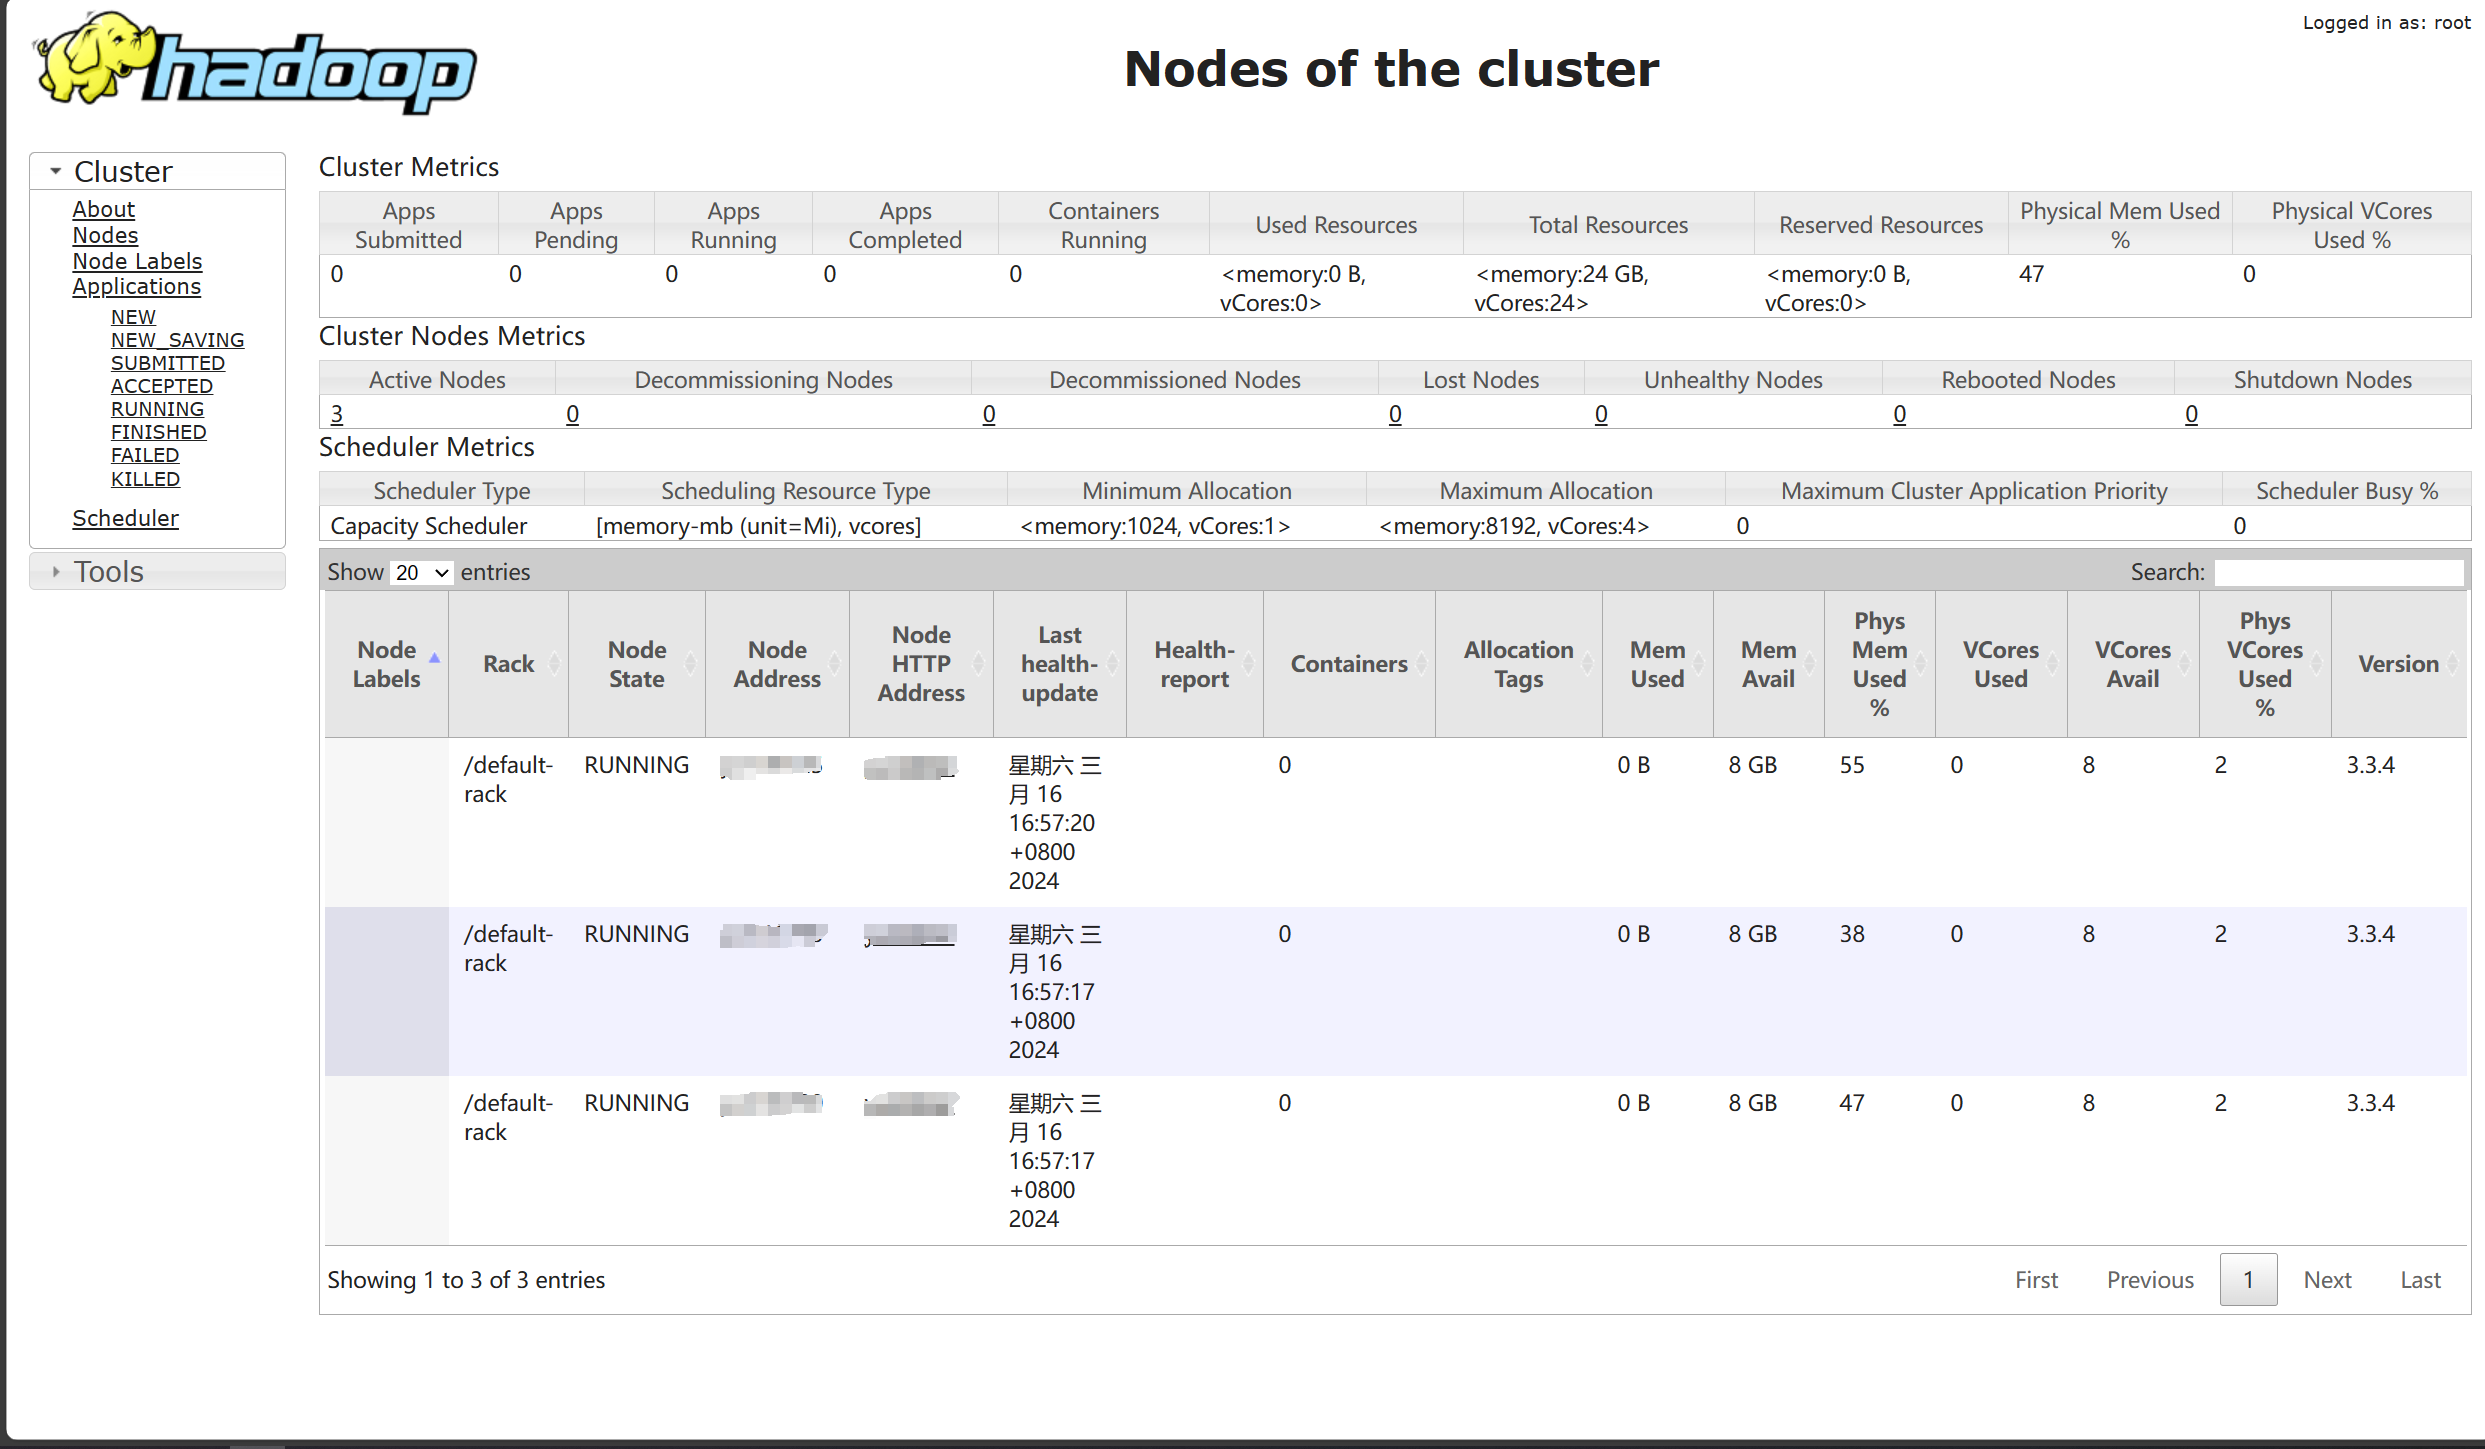 hadoop
Logged in as: root
Nodes of the cluster
Cluster
About
Nodes
Node Labels
Applications
NEW
NEW_SAVING
SUBMITTED
ACCEPTED
RUNNING
FINISHED
FAILED
KILLED
Scheduler
Tools
Cluster Metrics
Apps Submitted Apps Pending Apps Running Apps Completed Containers Running Used Resources Total Resources Reserved Resources Physical Mem Used % Physical VCores Used %
0 0 0 0 0 <memory:0 B, vCores:0> <memory:24 GB, vCores:24> <memory:0 B, vCores:0> 47 0
Cluster Nodes Metrics
Active Nodes Decommissioning Nodes Decommissioned Nodes Lost Nodes Unhealthy Nodes Rebooted Nodes Shutdown Nodes
3 0 0 0 0 0 0
Scheduler Metrics
Scheduler Type Scheduling Resource Type Minimum Allocation Maximum Allocation Maximum Cluster Application Priority Scheduler Busy %
Capacity Scheduler [memory-mb (unit=Mi), vcores] <memory:1024, vCores:1> <memory:8192, vCores:4> 0 0
Show 20 entries Search:
Node Labels Rack Node State Node Address Node HTTP Address Last health-update Health-report Containers Allocation Tags Mem Used Mem Avail Phys Mem Used % VCores Used VCores Avail Phys VCores Used % Version
/default-rack RUNNING 星期六 三月 16 16:57:20 +0800 2024 0 0 B 8 GB 55 0 8 2 3.3.4
/default-rack RUNNING 星期六 三月 16 16:57:17 +0800 2024 0 0 B 8 GB 38 0 8 2 3.3.4
/default-rack RUNNING 星期六 三月 16 16:57:17 +0800 2024 0 0 B 8 GB 47 0 8 2 3.3.4
Showing 1 to 3 of 3 entries First Previous 1 Next Last